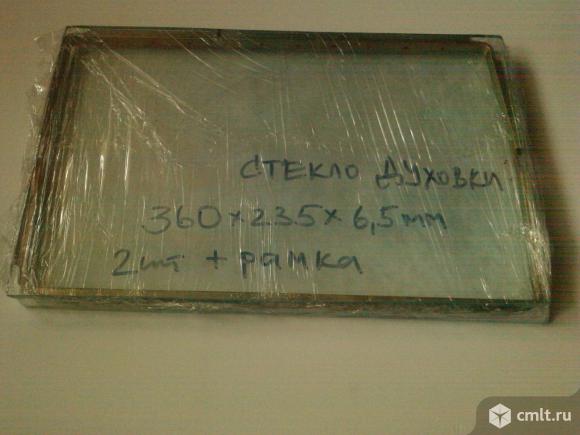 СТЕКЛО ДУХОВКИ
360×235×6,5мм
2шт + рамка
cmlt.ru